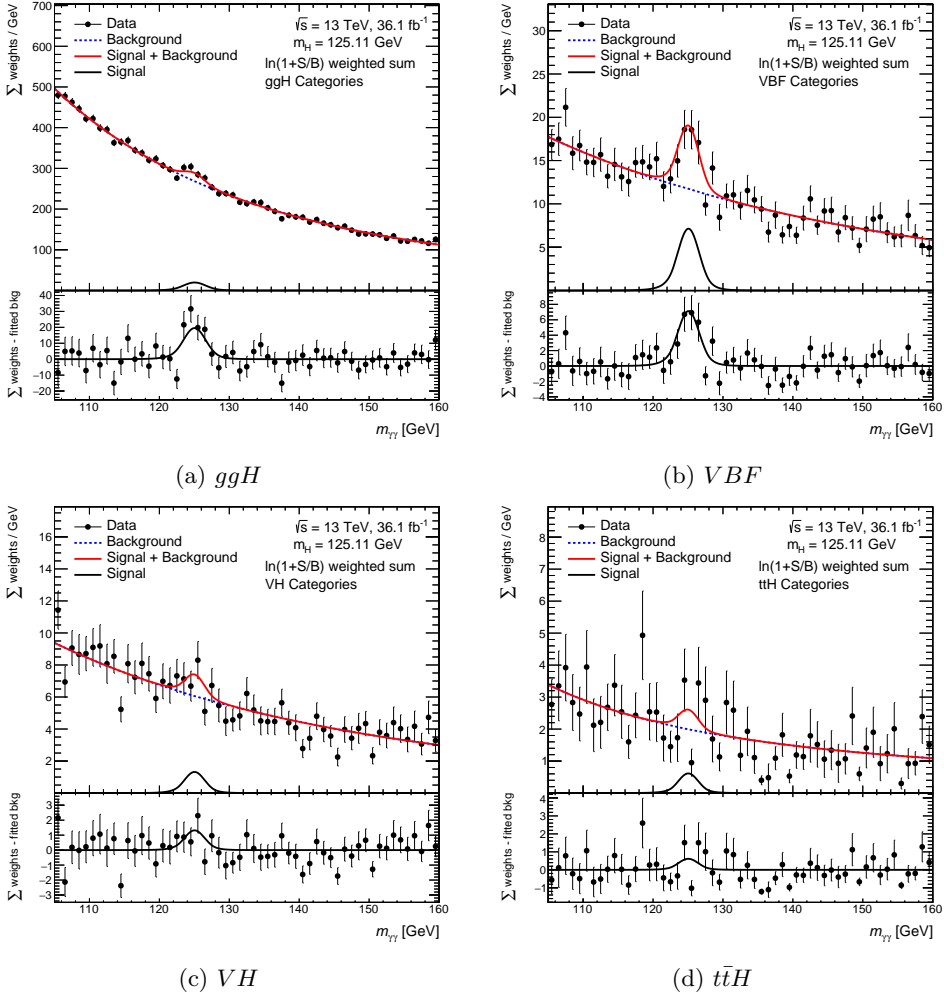 Σ weights / GeV
700
600
500
400
300
200
100
Data
Background
Signal + Background
Signal
√s = 13 TeV, 36.1 fb⁻¹
m_H = 125.11 GeV
ln(1+S/B) weighted sum
ggH Categories
Σ weights - fitted bkg
40
30
20
10
0
−10
−20
110 120 130 140 150 160
m_γγ [GeV]
(a) ggH
Σ weights / GeV
30
25
20
15
10
5
Data
Background
Signal + Background
Signal
√s = 13 TeV, 36.1 fb⁻¹
m_H = 125.11 GeV
ln(1+S/B) weighted sum
VBF Categories
Σ weights - fitted bkg
8
6
4
2
0
−2
−4
110 120 130 140 150 160
m_γγ [GeV]
(b) VBF
Σ weights / GeV
16
14
12
10
8
6
4
2
Data
Background
Signal + Background
Signal
√s = 13 TeV, 36.1 fb⁻¹
m_H = 125.11 GeV
ln(1+S/B) weighted sum
VH Categories
Σ weights - fitted bkg
3
2
1
0
−1
−2
−3
110 120 130 140 150 160
m_γγ [GeV]
(c) VH
Σ weights / GeV
8
7
6
5
4
3
2
1
Data
Background
Signal + Background
Signal
√s = 13 TeV, 36.1 fb⁻¹
m_H = 125.11 GeV
ln(1+S/B) weighted sum
ttH Categories
Σ weights - fitted bkg
4
3
2
1
0
−1
110 120 130 140 150 160
m_γγ [GeV]
(d) tt̄H